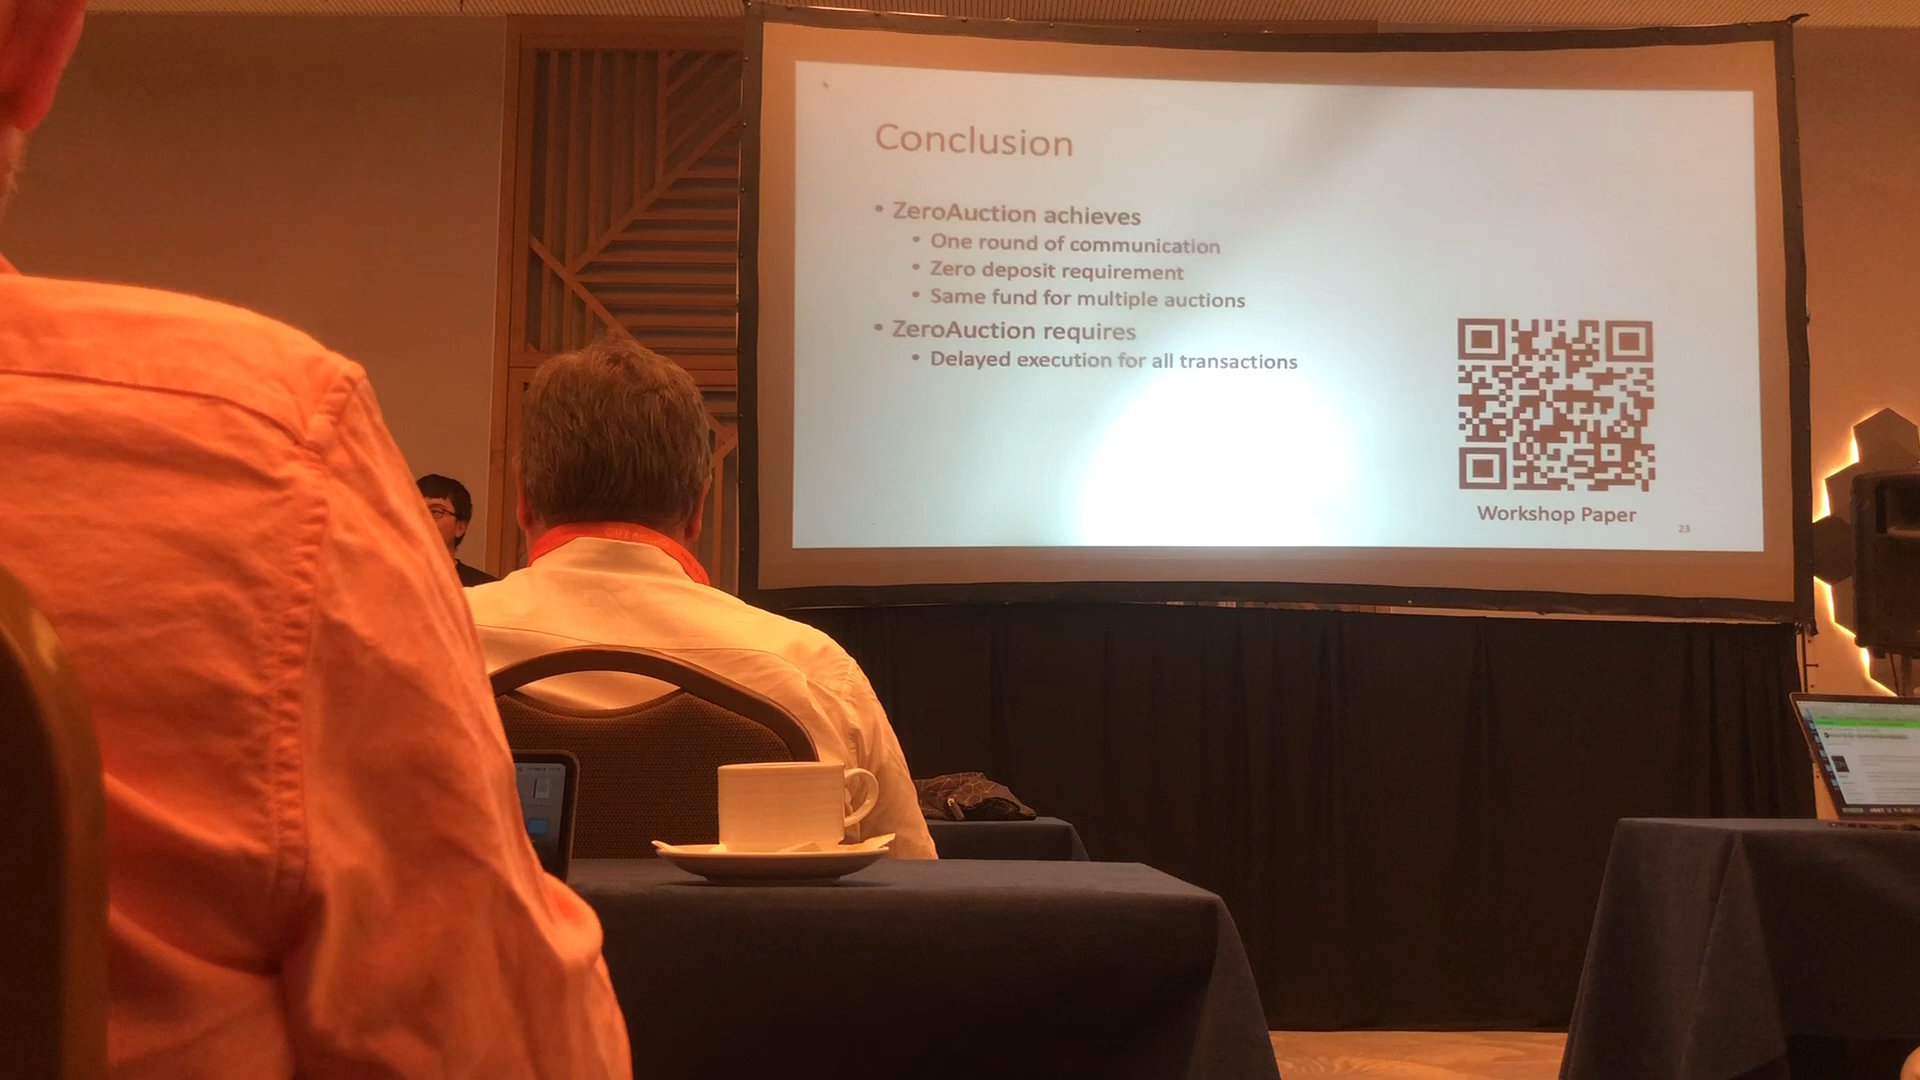 Conclusion
• ZeroAuction achieves
• One round of communication
• Zero deposit requirement
• Same fund for multiple auctions
• ZeroAuction requires
• Delayed execution for all transactions
Workshop Paper
23